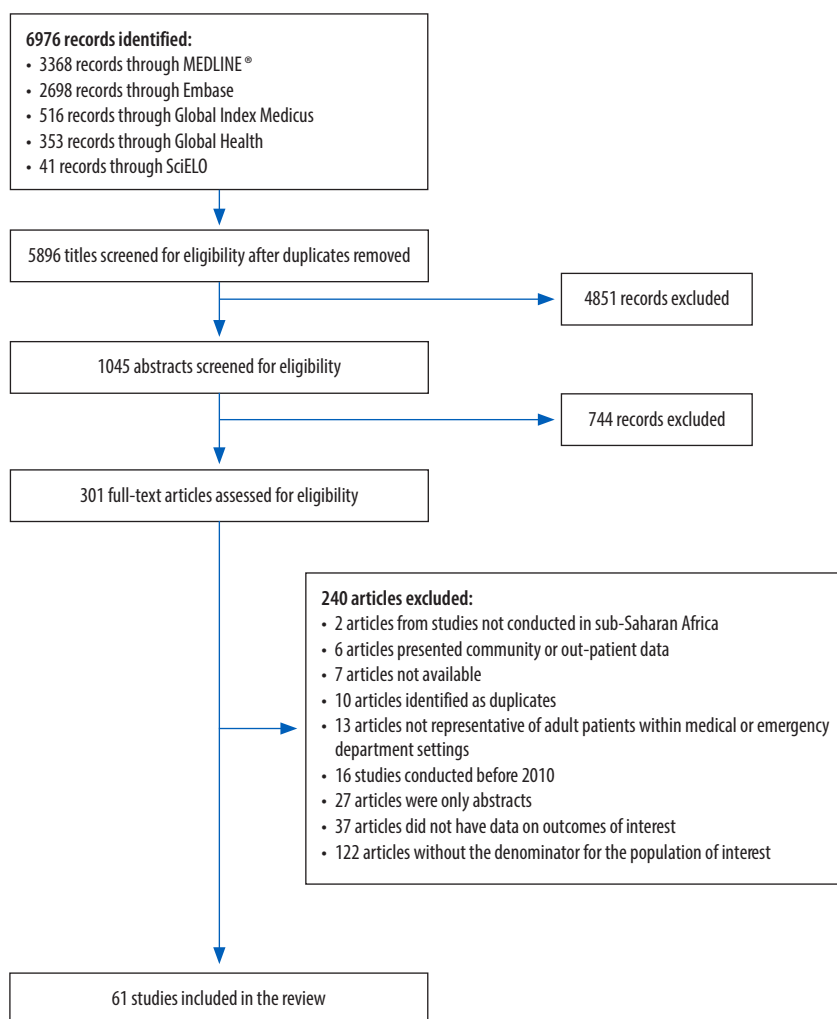 6976 records identified:
• 3368 records through MEDLINE®
• 2698 records through Embase
• 516 records through Global Index Medicus
• 353 records through Global Health
• 41 records through SciELO
5896 titles screened for eligibility after duplicates removed
4851 records excluded
1045 abstracts screened for eligibility
744 records excluded
301 full-text articles assessed for eligibility
240 articles excluded:
• 2 articles from studies not conducted in sub-Saharan Africa
• 6 articles presented community or out-patient data
• 7 articles not available
• 10 articles identified as duplicates
• 13 articles not representative of adult patients within medical or emergency
department settings
• 16 studies conducted before 2010
• 27 articles were only abstracts
• 37 articles did not have data on outcomes of interest
• 122 articles without the denominator for the population of interest
61 studies included in the review